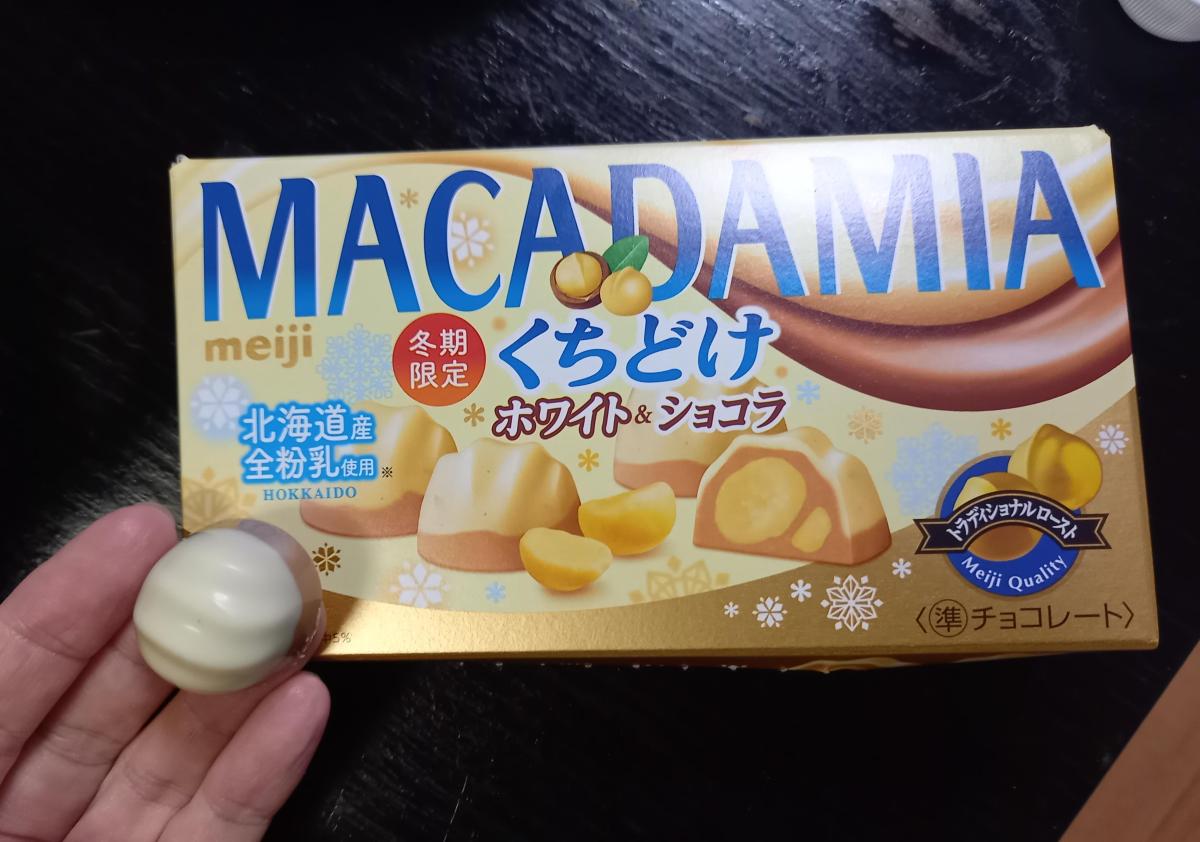 MACADAMIA
meiji
冬期
限定
くちどけ
ホワイト&ショコラ
北海道産
全粉乳使用※
HOKKAIDO
トラディショナルロースト
Meiji Quality
〈準チョコレート〉
5%